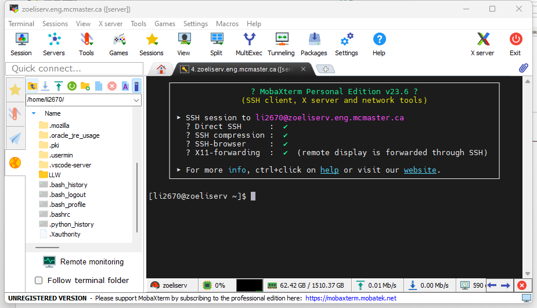 zoeliserv.eng.mcmaster.ca ([server])
Terminal Sessions View X server Tools Games Settings Macros Help
Session Servers Tools Games Sessions View Split MultiExec Tunneling Packages Settings Help X server Exit
Quick connect...
4. zoeliserv.eng.mcmaster.ca ([sen
/home/li2670/
Name
.mozilla
.oracle_jre_usage
.pki
.usermin
.vscode-server
LLW
.bash_history
.bash_logout
.bash_profile
.bashrc
.python_history
.Xauthority
Remote monitoring
Follow terminal folder
? MobaXterm Personal Edition v23.6 ?
(SSH client, X server and network tools)
➤ SSH session to li2670@zoeliserv.eng.mcmaster.ca
? Direct SSH : ✔
? SSH compression : ✔
? SSH-browser : ✔
? X11-forwarding : ✔ (remote display is forwarded through SSH)
➤ For more info, ctrl+click on help or visit our website.
[li2670@zoeliserv ~]$
zoeliserv 0% 62.42 GB / 1510.37 GB 0.01 Mb/s 0.00 Mb/s 590
UNREGISTERED VERSION - Please support MobaXterm by subscribing to the professional edition here: https://mobaxterm.mobatek.net